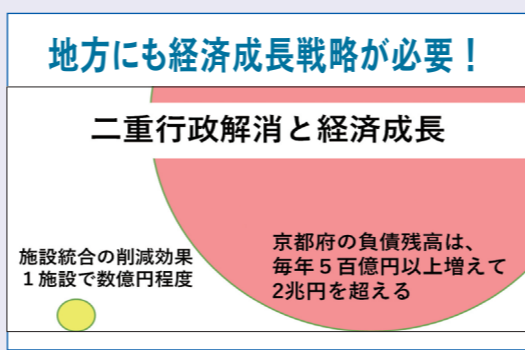 地方にも経済成長戦略が必要！
二重行政解消と経済成長
施設統合の削減効果
１施設で数億円程度
京都府の負債残高は、
毎年５百億円以上増えて
2兆円を超える